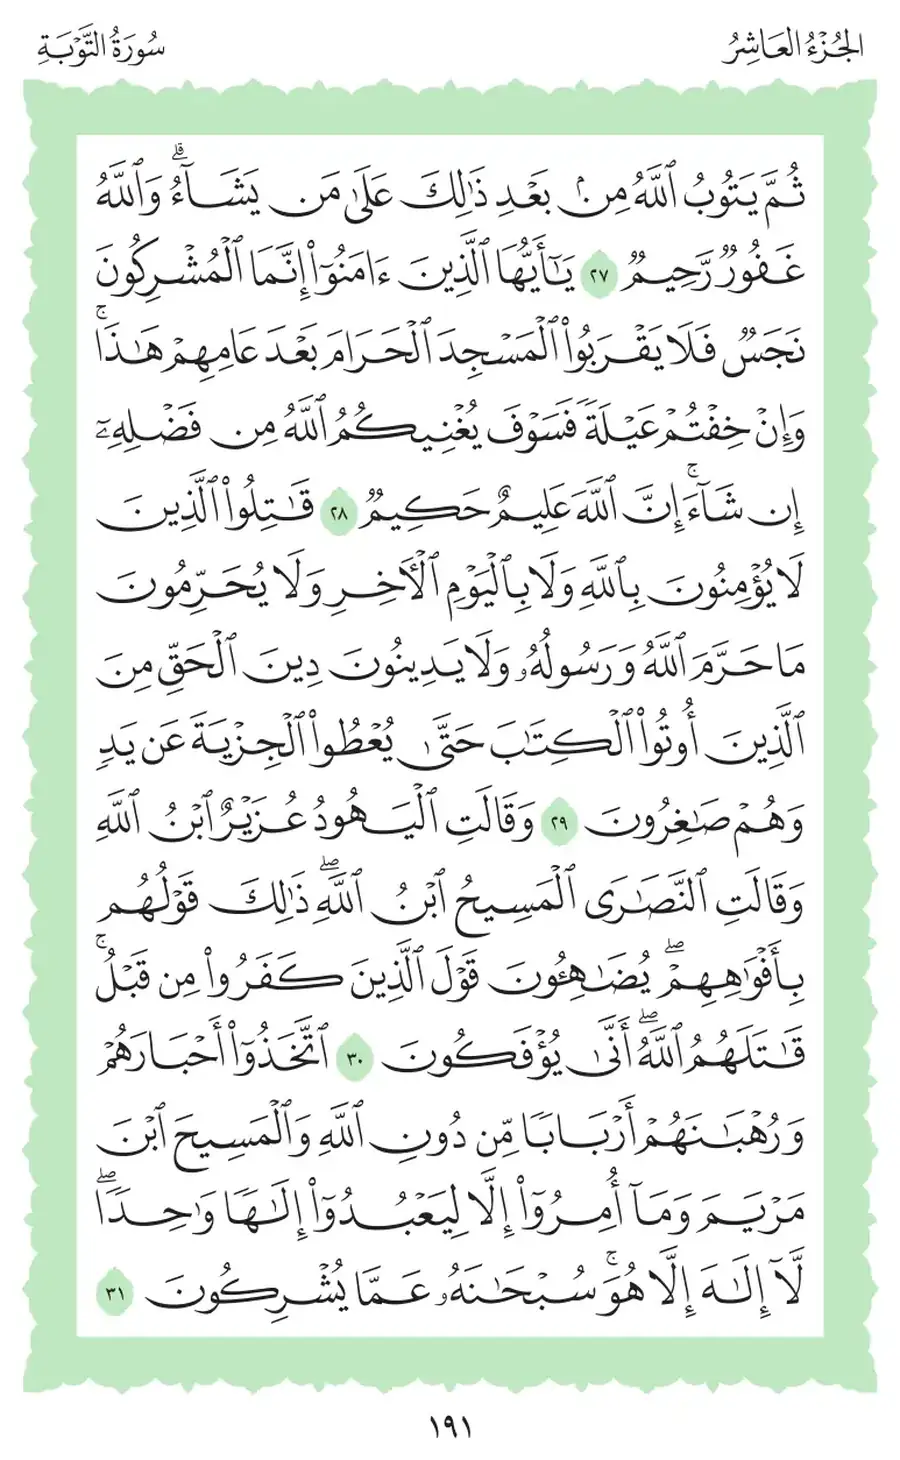 الجُزْءُ العَاشِرُ
سُورَةُ التَّوۡبَةِ
ثُمَّ يَتُوبُ ٱللَّهُ مِنۢ بَعۡدِ ذَٰلِكَ عَلَىٰ مَن يَشَآءُۗ وَٱللَّهُ
غَفُورٞ رَّحِيمٞ ٢٧ يَٰٓأَيُّهَا ٱلَّذِينَ ءَامَنُوٓاْ إِنَّمَا ٱلۡمُشۡرِكُونَ
نَجَسٞ فَلَا يَقۡرَبُواْ ٱلۡمَسۡجِدَ ٱلۡحَرَامَ بَعۡدَ عَامِهِمۡ هَٰذَاۚ
وَإِنۡ خِفۡتُمۡ عَيۡلَةٗ فَسَوۡفَ يُغۡنِيكُمُ ٱللَّهُ مِن فَضۡلِهِۦٓ
إِن شَآءَۚ إِنَّ ٱللَّهَ عَلِيمٌ حَكِيمٞ ٢٨ قَٰتِلُواْ ٱلَّذِينَ
لَا يُؤۡمِنُونَ بِٱللَّهِ وَلَا بِٱلۡيَوۡمِ ٱلۡأٓخِرِ وَلَا يُحَرِّمُونَ
مَا حَرَّمَ ٱللَّهُ وَرَسُولُهُۥ وَلَا يَدِينُونَ دِينَ ٱلۡحَقِّ مِنَ
ٱلَّذِينَ أُوتُواْ ٱلۡكِتَٰبَ حَتَّىٰ يُعۡطُواْ ٱلۡجِزۡيَةَ عَن يَدٖ
وَهُمۡ صَٰغِرُونَ ٢٩ وَقَالَتِ ٱلۡيَهُودُ عُزَيۡرٌ ٱبۡنُ ٱللَّهِ
وَقَالَتِ ٱلنَّصَٰرَى ٱلۡمَسِيحُ ٱبۡنُ ٱللَّهِۖ ذَٰلِكَ قَوۡلُهُم
بِأَفۡوَٰهِهِمۡۖ يُضَٰهِـُٔونَ قَوۡلَ ٱلَّذِينَ كَفَرُواْ مِن قَبۡلُۚ
قَٰتَلَهُمُ ٱللَّهُۖ أَنَّىٰ يُؤۡفَكُونَ ٣٠ ٱتَّخَذُوٓاْ أَحۡبَارَهُمۡ
وَرُهۡبَٰنَهُمۡ أَرۡبَابٗا مِّن دُونِ ٱللَّهِ وَٱلۡمَسِيحَ ٱبۡنَ
مَرۡيَمَ وَمَآ أُمِرُوٓاْ إِلَّا لِيَعۡبُدُوٓاْ إِلَٰهٗا وَٰحِدٗاۖ
لَّآ إِلَٰهَ إِلَّا هُوَۚ سُبۡحَٰنَهُۥ عَمَّا يُشۡرِكُونَ ٣١
١٩١